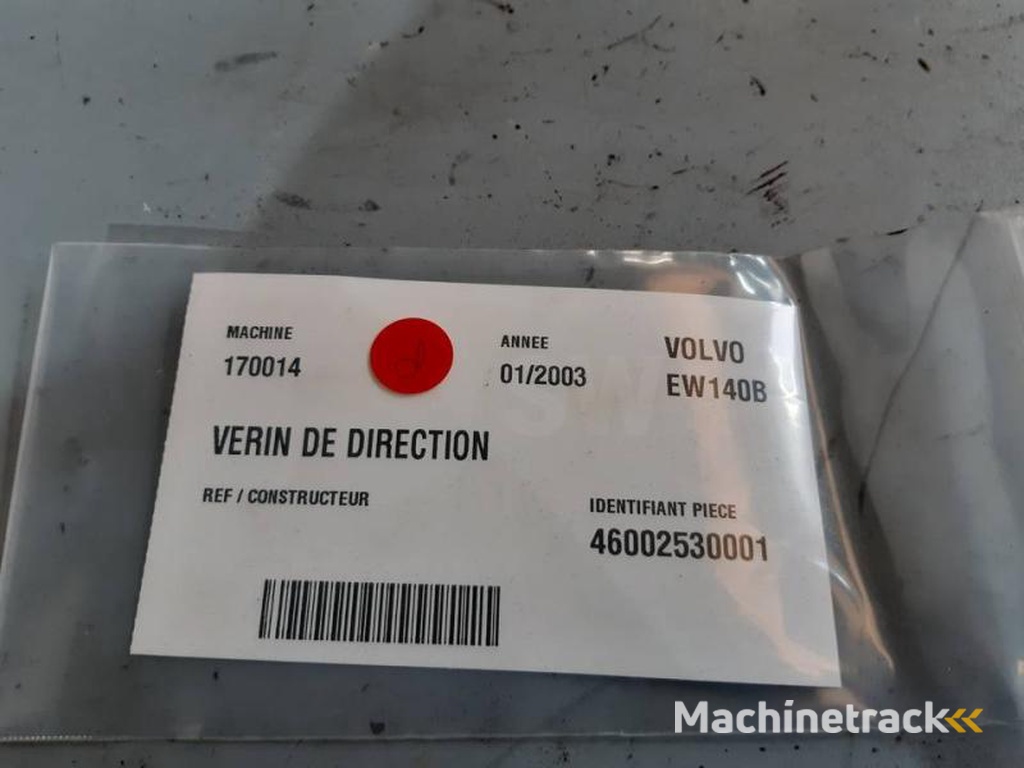 MACHINE
170014
ANNEE
01/2003
VOLVO
EW140B
VERIN DE DIRECTION
REF / CONSTRUCTEUR
IDENTIFIANT PIECE
46002530001
Machinetrack